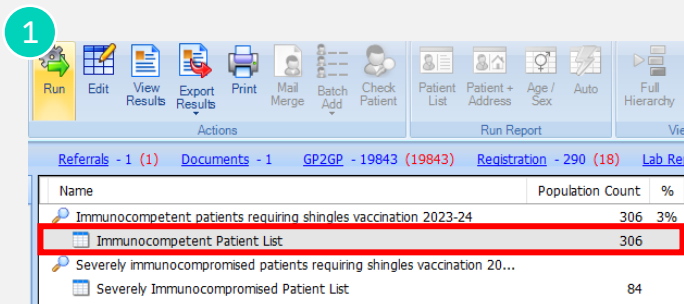 1
Run Edit View Results Export Results Print Mail Merge Batch Add Check Patient Patient List Patient + Address Age / Sex Auto Full Hierarchy
Actions Run Report
Referrals - 1 (1) Documents - 1 GP2GP - 19843 (19843) Registration - 290 (18) Lab Re
Name Population Count %
Immunocompetent patients requiring shingles vaccination 2023-24 306 3%
Immunocompetent Patient List 306
Severely immunocompromised patients requiring shingles vaccination 20...
Severely Immunocompromised Patient List 84